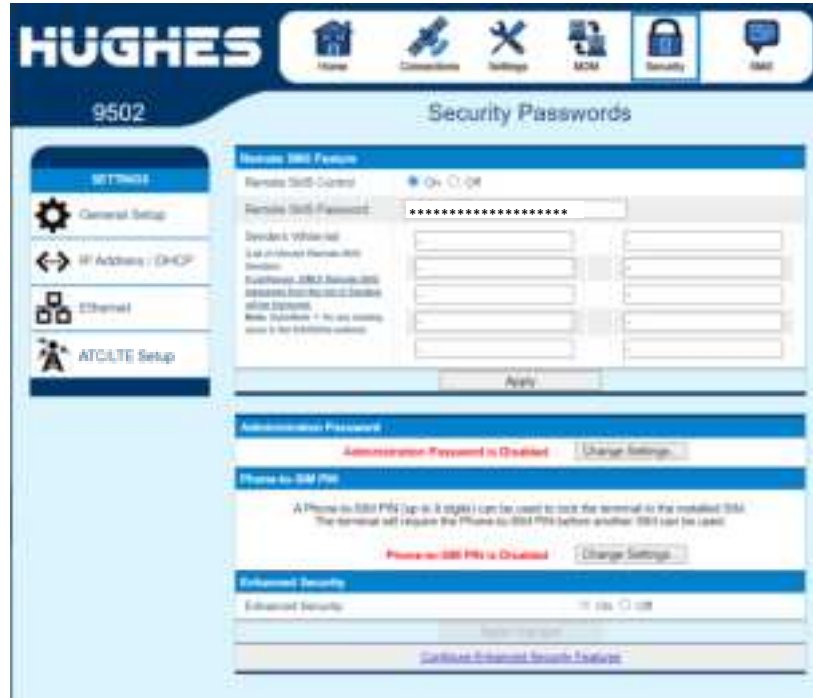 HUGHES
Home
Connections
Settings
M2M
Security
SMS
9502
Security Passwords
SETTINGS
General Setup
IP Address / DHCP
Ethernet
ATC/LTE Setup
Remote SMS Feature
Remote SMS Control
On Off
Remote SMS Password
********************
Sender's White-list
Apply
Administration Password
Administration Password is Disabled
Change Settings...
Phone-to-SIM PIN
A Phone-to-SIM PIN (up to 8 digits) can be used to lock the terminal to the installed SIM.
The terminal will require the Phone-to-SIM PIN before another SIM can be used.
Phone-to-SIM PIN is Disabled
Change Settings...
Enhanced Security
Enhanced Security
On Off
Configure Enhanced Security Features